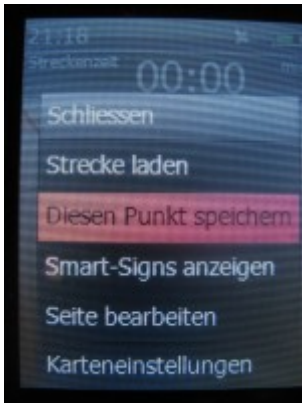 21:16
Streckenzeit
00:00
Schliessen
Strecke laden
Diesen Punkt speichern
Smart-Signs anzeigen
Seite bearbeiten
Karteneinstellungen